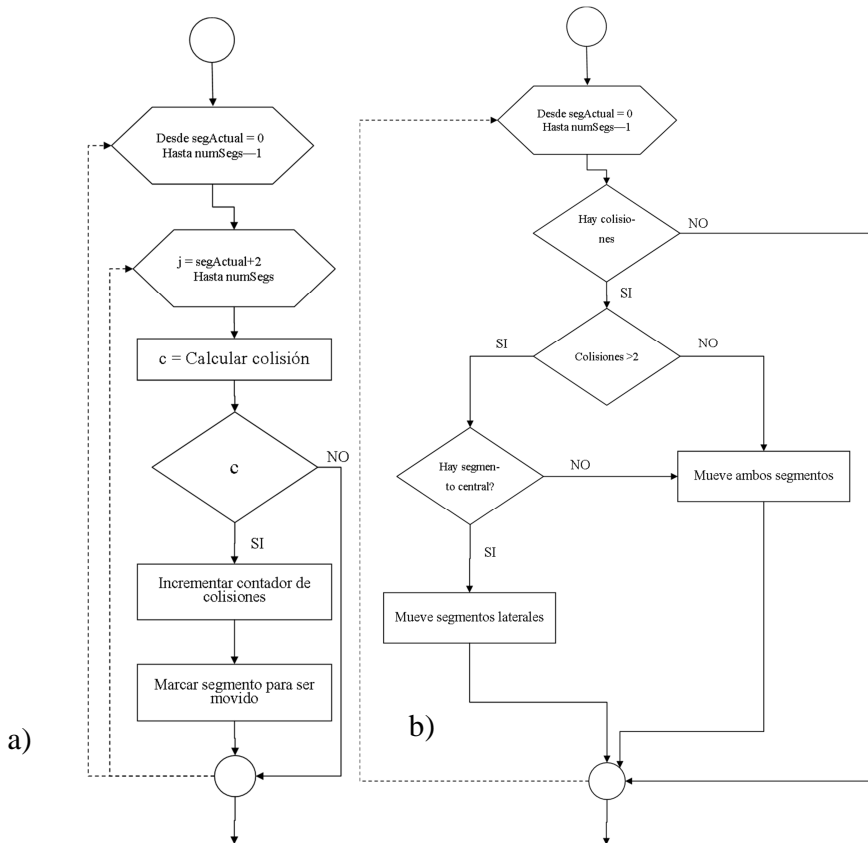 Desde segActual = 0
Hasta numSegs—1
j = segActual+2
Hasta numSegs
c = Calcular colisión
c
NO
SI
Incrementar contador de
colisiones
Marcar segmento para ser
movido
a)
Desde segActual = 0
Hasta numSegs—1
Hay colisio-
nes
NO
SI
Colisiones >2
SI
NO
Hay segmen-
to central?
NO
Mueve ambos segmentos
SI
Mueve segmentos laterales
b)